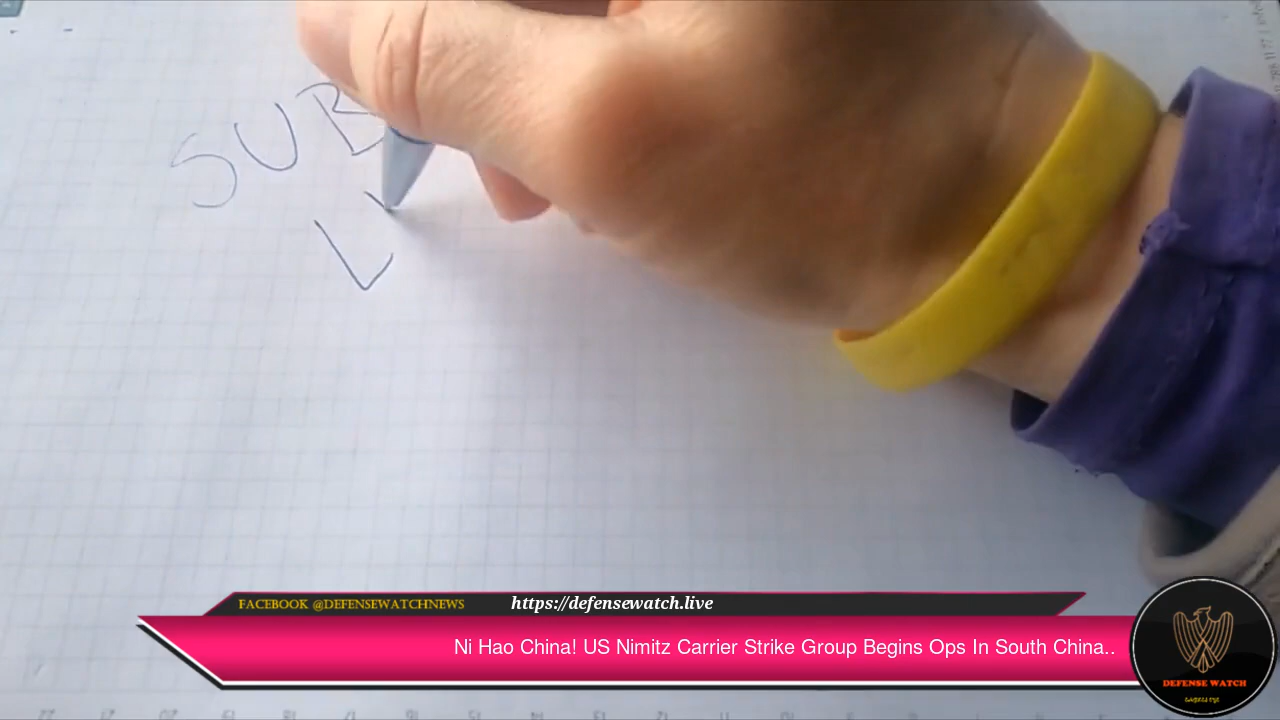 SUB
L
FACEBOOK @DEFENSEWATCHNEWS
https://defensewatch.live
Ni Hao China! US Nimitz Carrier Strike Group Begins Ops In South China..
DEFENSE WATCH